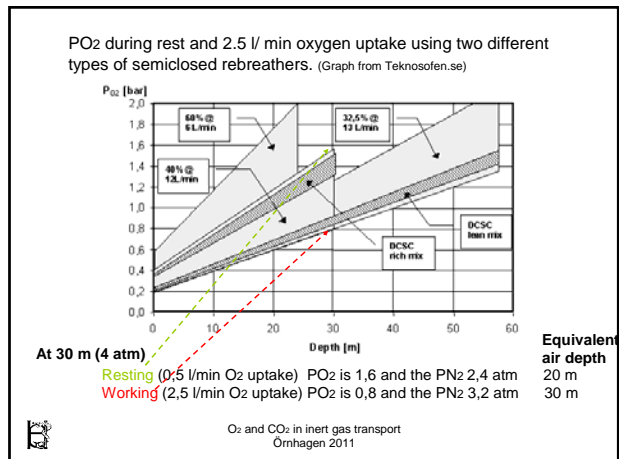 PO2 during rest and 2.5 l/ min oxygen uptake using two different
types of semiclosed rebreathers. (Graph from Teknosofen.se)
P02 [bar]
2,0
1,8
1,6
1,4
1,2
1,0
0,8
0,6
0,4
0,2
0,0
60% @
6 L/min
32,5% @
13 L/min
40% @
12L/min
DCSC
rich mix
DCSC
lean mix
0
10
20
30
40
50
60
Depth [m]
At 30 m (4 atm)
Equivalent
air depth
Resting (0,5 l/min O2 uptake) PO2 is 1,6 and the PN2 2,4 atm 20 m
Working (2,5 l/min O2 uptake) PO2 is 0,8 and the PN2 3,2 atm 30 m
O2 and CO2 in inert gas transport
Örnhagen 2011